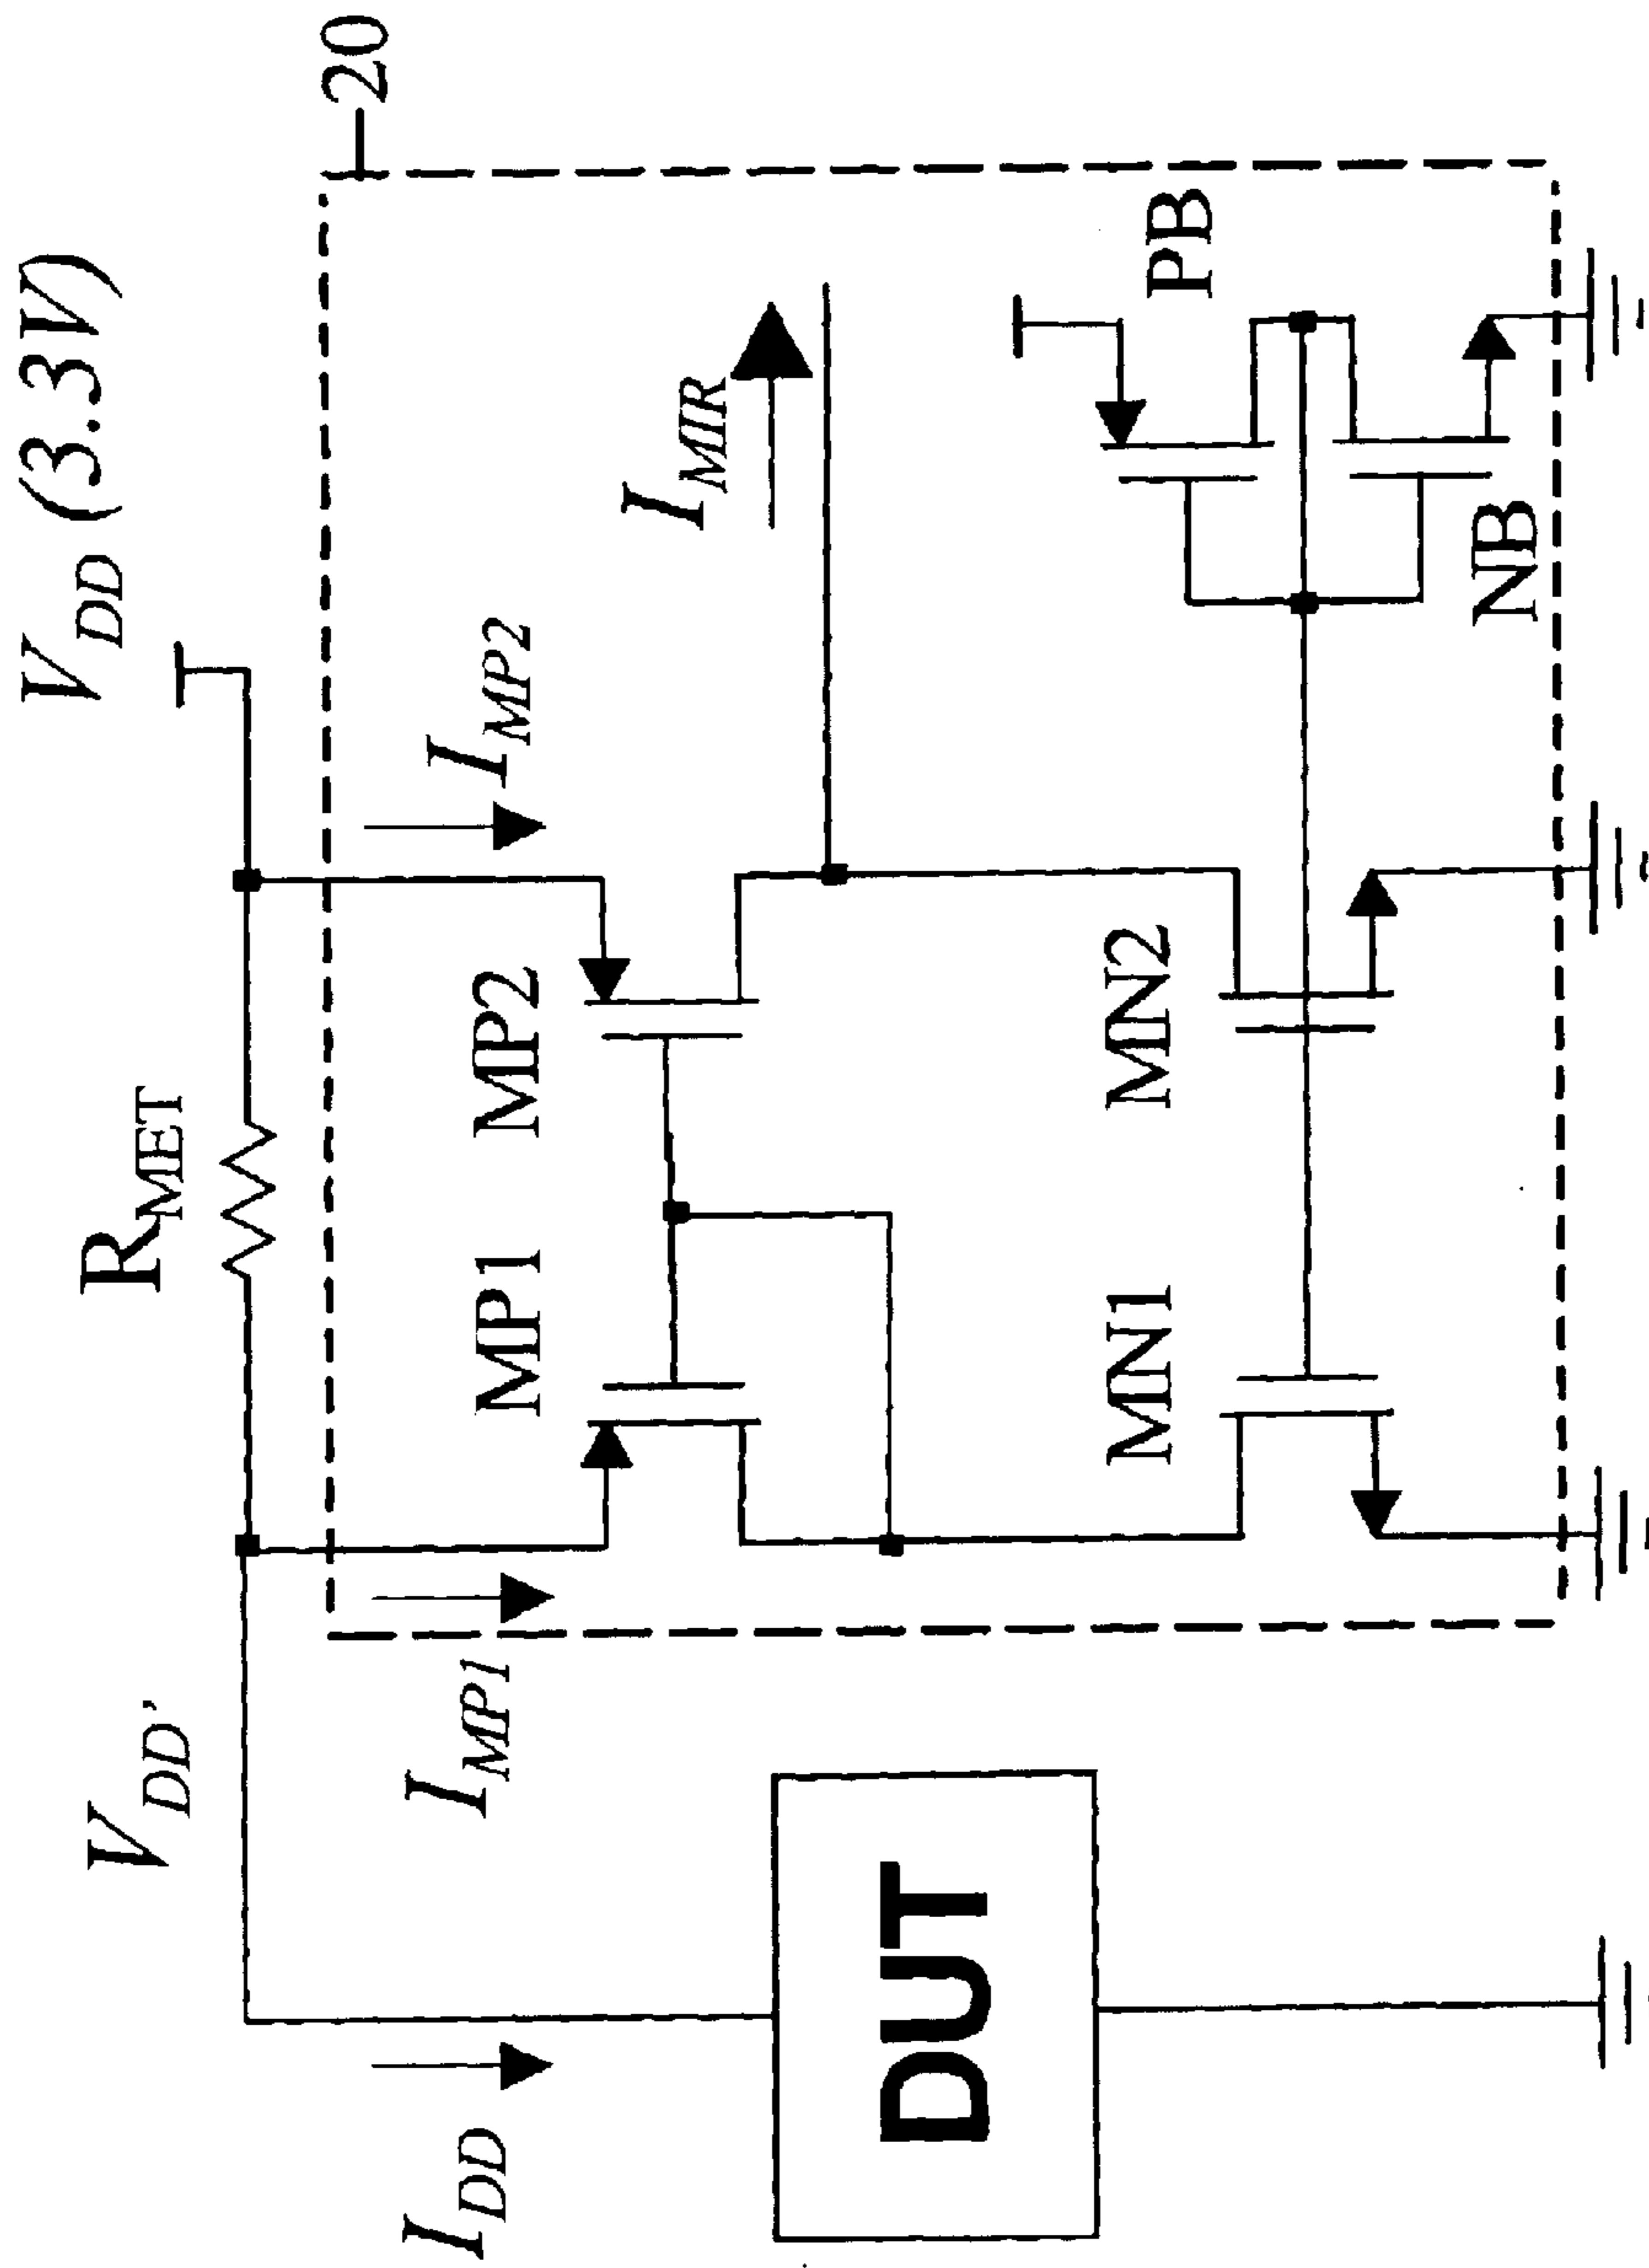 V_DD (3.3V)
R_MET
V_DD'
20
I_DD
I_MP1
I_MP2
MP1
MP2
I_MIR
DUT
MN1
MN2
PB
NB